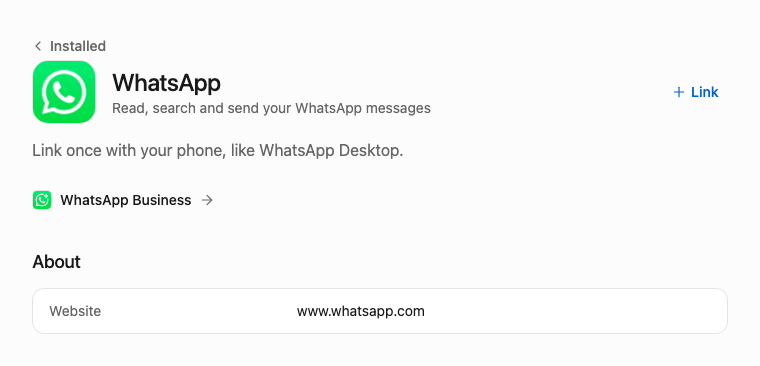 Installed
WhatsApp
Read, search and send your WhatsApp messages
+ Link
Link once with your phone, like WhatsApp Desktop.
WhatsApp Business →
About
Website www.whatsapp.com